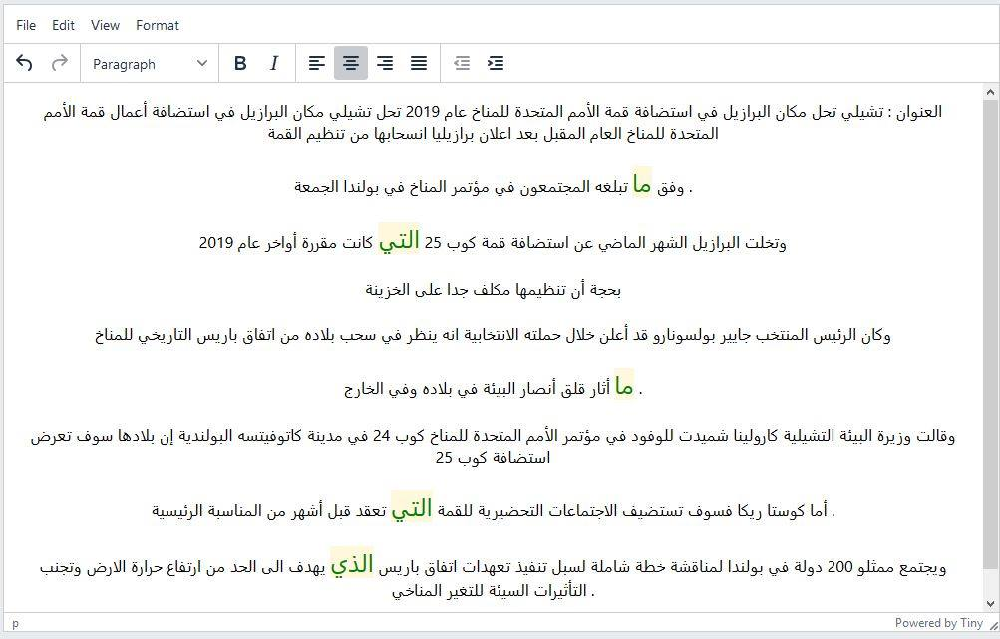 File Edit View Format
Paragraph B I
العنوان : تشيلي تحل مكان البرازيل في استضافة قمة الأمم المتحدة للمناخ عام 2019 تحل تشيلي مكان البرازيل في استضافة أعمال قمة الأمم
المتحدة للمناخ العام المقبل بعد اعلان برازيليا انسحابها من تنظيم القمة
. وفق ما تبلغه المجتمعون في مؤتمر المناخ في بولندا الجمعة
وتخلت البرازيل الشهر الماضي عن استضافة قمة كوب 25 التي كانت مقررة أواخر عام 2019
بحجة أن تنظيمها مكلف جدا على الخزينة
وكان الرئيس المنتخب جايير بولسونارو قد أعلن خلال حملته الانتخابية انه ينظر في سحب بلاده من اتفاق باريس التاريخي للمناخ
. ما أثار قلق أنصار البيئة في بلاده وفي الخارج
وقالت وزيرة البيئة التشيلية كارولينا شميدت للوفود في مؤتمر الأمم المتحدة للمناخ كوب 24 في مدينة كاتوفيتسه البولندية إن بلادها سوف تعرض
استضافة كوب 25
. أما كوستا ريكا فسوف تستضيف الاجتماعات التحضيرية للقمة التي تعقد قبل أشهر من المناسبة الرئيسية
ويجتمع ممثلو 200 دولة في بولندا لمناقشة خطة شاملة لسبل تنفيذ تعهدات اتفاق باريس الذي يهدف الى الحد من ارتفاع حرارة الارض وتجنب
. التأثيرات السيئة للتغير المناخي
p Powered by Tiny